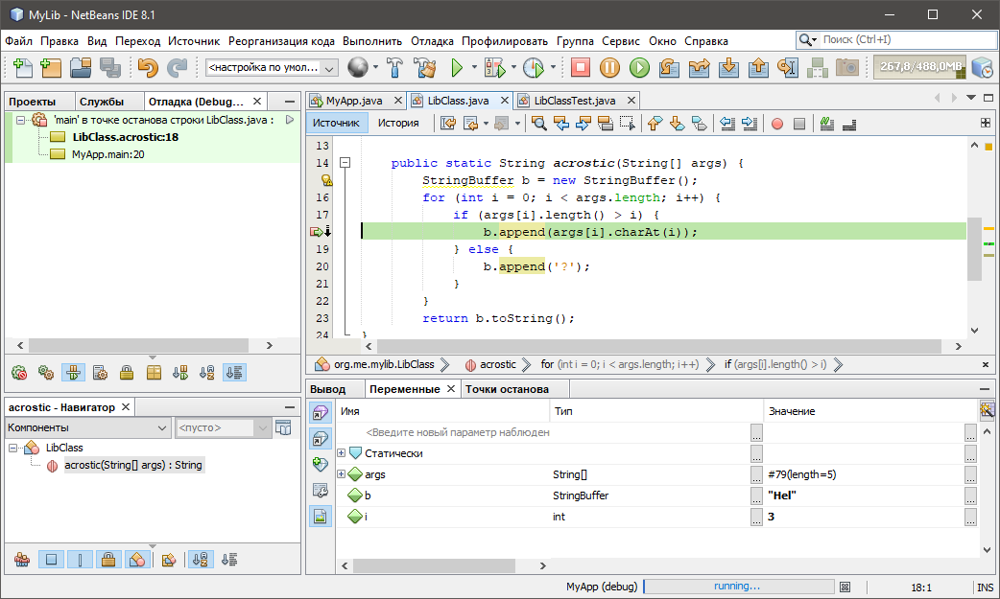 MyLib - NetBeans IDE 8.1
Файл Правка Вид Переход Источник Реорганизация кода Выполнить Отладка Профилировать Группа Сервис Окно Справка
Поиск (Ctrl+I)
<настройка по умол...
267,8/488,0MB
Проекты Службы Отладка (Debug...
'main' в точке останова строки LibClass.java :
LibClass.acrostic:18
MyApp.main:20
MyApp.java LibClass.java LibClassTest.java
Источник История
13
14 public static String acrostic(String[] args) {
StringBuffer b = new StringBuffer();
16 for (int i = 0; i < args.length; i++) {
17 if (args[i].length() > i) {
b.append(args[i].charAt(i));
19 } else {
20 b.append('?');
21 }
22 }
23 return b.toString();
24 }
org.me.mylib.LibClass acrostic for (int i = 0; i < args.length; i++) if (args[i].length() > i)
acrostic - Навигатор
Компоненты <пусто>
LibClass
acrostic(String[] args) : String
Вывод Переменные Точки останова
Имя Тип Значение
<Введите новый параметр наблюден
Статически
args String[] #79(length=5)
b StringBuffer "Hel"
i int 3
MyApp (debug) running... 18:1 INS